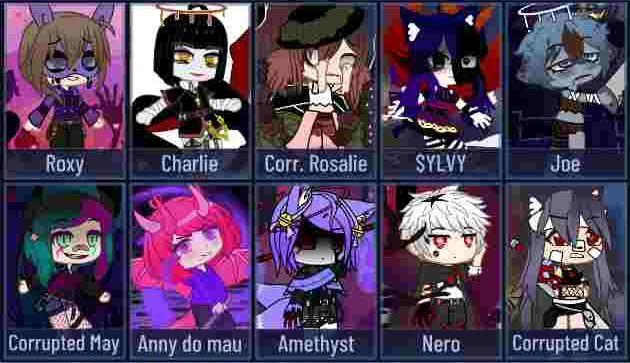 Roxy
Charlie
Corr. Rosalie
$YLVY
Joe
Corrupted May
Anny do mau
Amethyst
Nero
Corrupted Cat